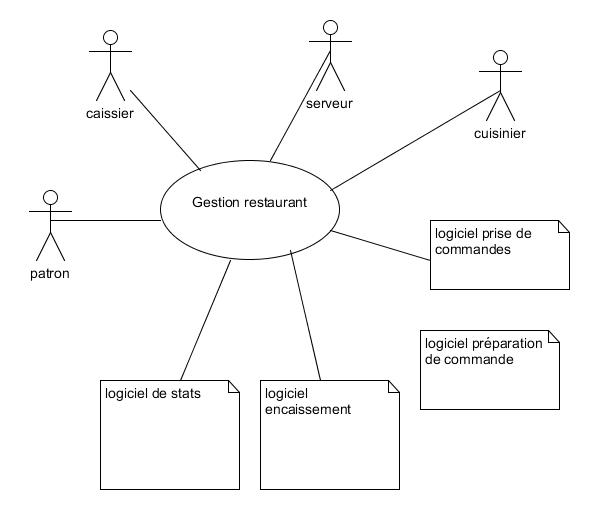 serveur
caissier
cuisinier
Gestion restaurant
patron
logiciel prise de
commandes
logiciel préparation
de commande
logiciel de stats
logiciel
encaissement